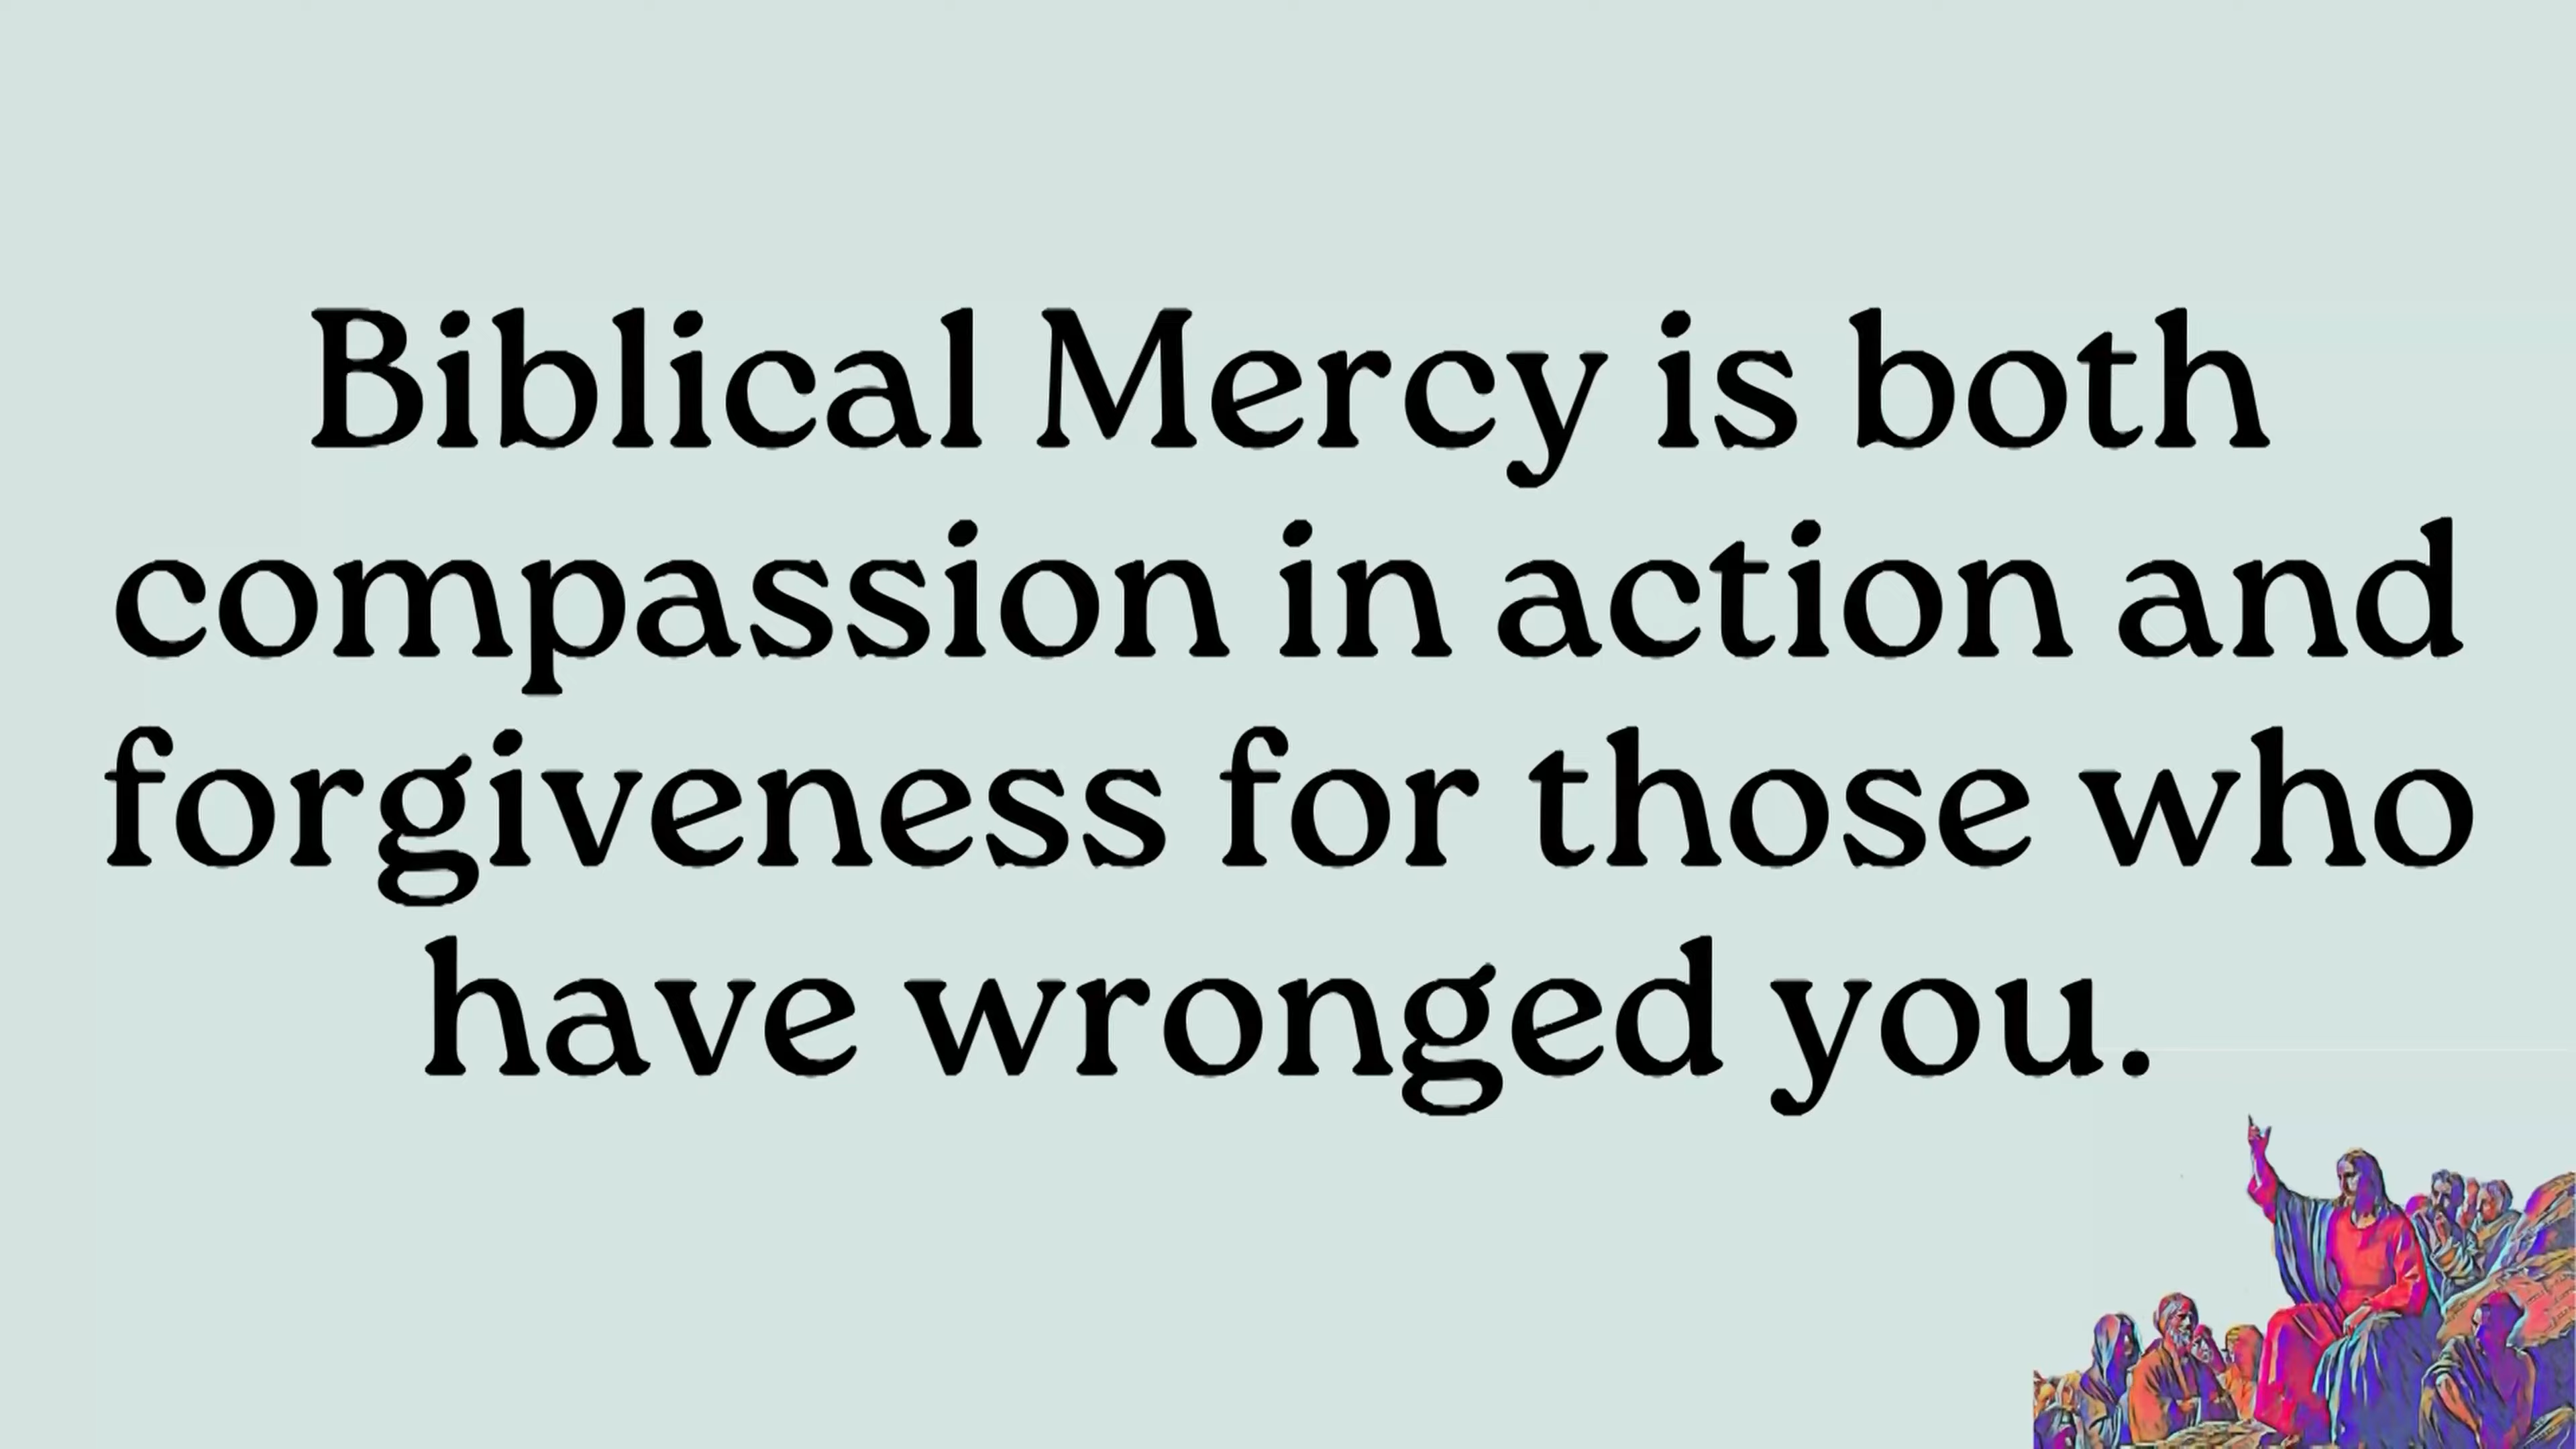 Biblical Mercy is both
compassion in action and
forgiveness for those who
have wronged you.